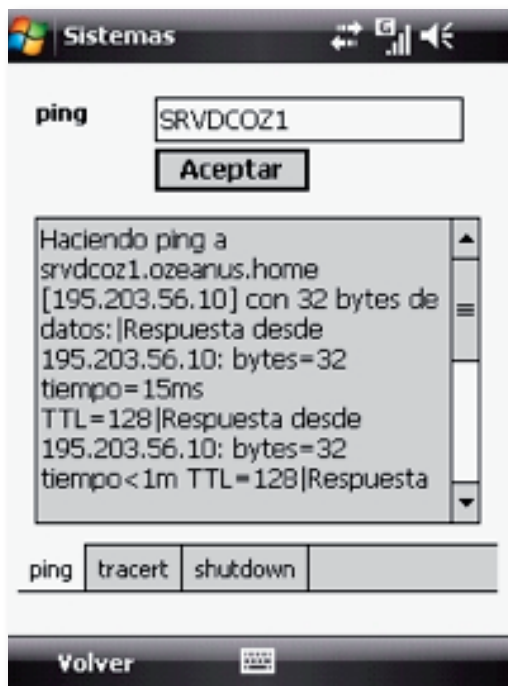 Sistemas
G
ping
SRVDCOZ1
Aceptar
Haciendo ping a
srvdcoz1.ozeanus.home
[195.203.56.10] con 32 bytes de
datos:|Respuesta desde
195.203.56.10: bytes=32
tiempo=15ms
TTL=128|Respuesta desde
195.203.56.10: bytes=32
tiempo<1m TTL=128|Respuesta
ping tracert shutdown
Volver